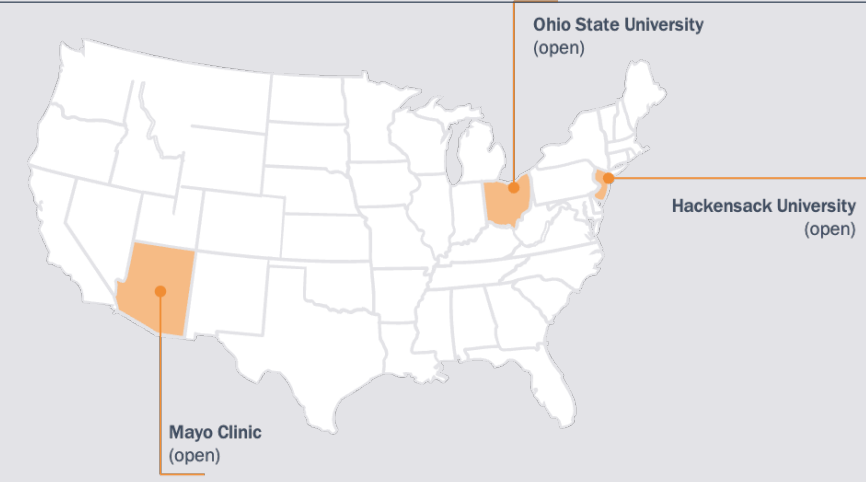 Ohio State University
(open)
Hackensack University
(open)
Mayo Clinic
(open)